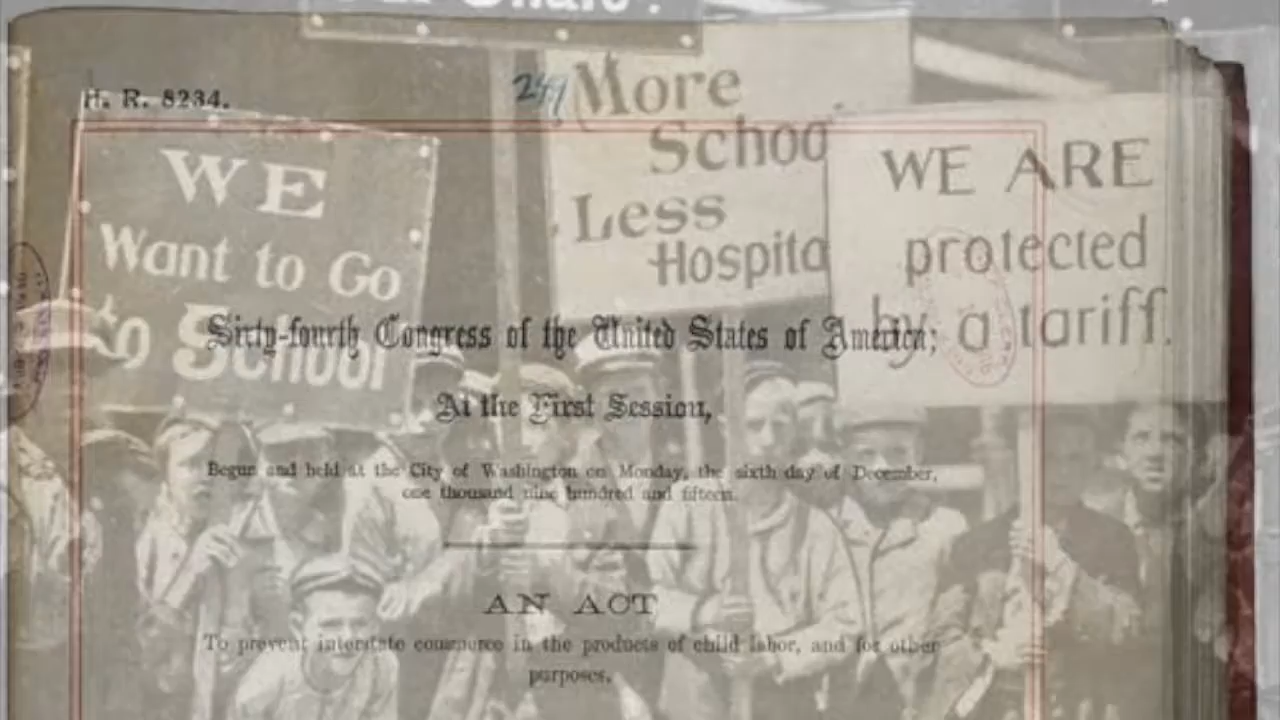 H. R. 8234.
249
WE
Want to Go
to School
More
Schoo
Less
Hospita
WE ARE
protected
by a tariff.
Sixty-fourth Congress of the United States of America;
At the First Session,
Begun and held at the City of Washington on Monday, the sixth day of December,
one thousand nine hundred and fifteen.
AN ACT
To prevent interstate commerce in the products of child labor, and for other
purposes.